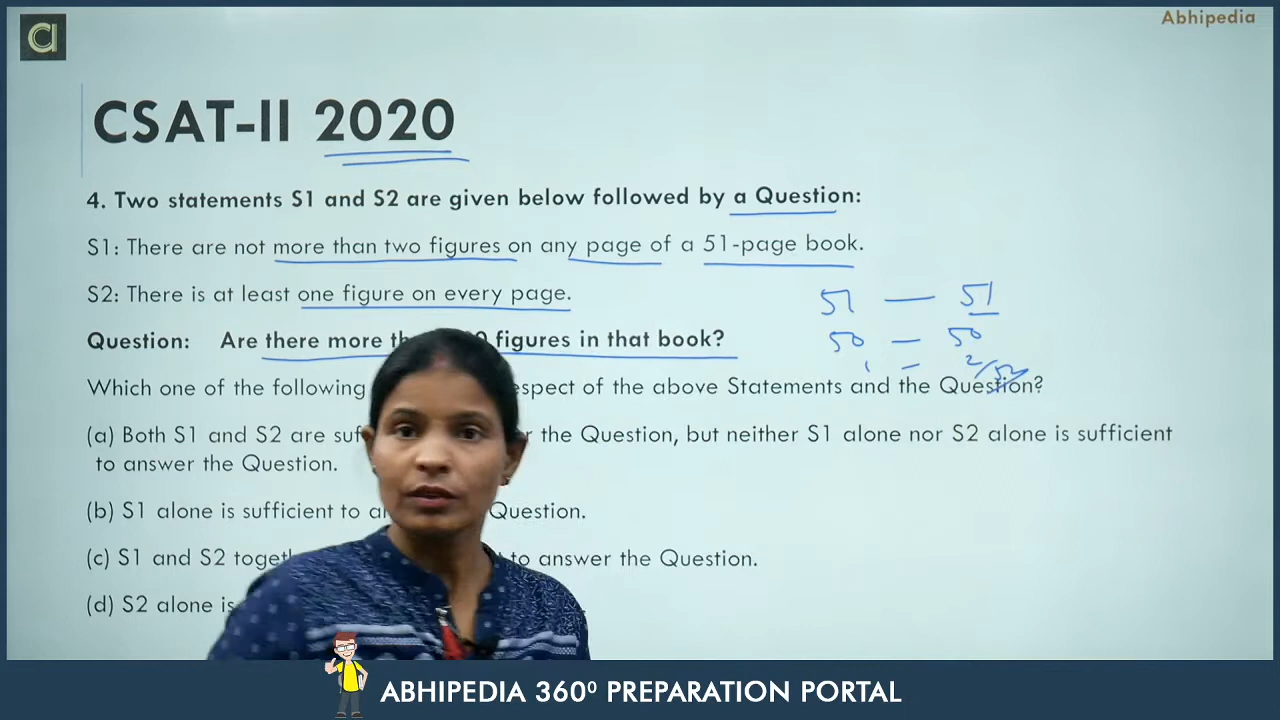 Abhipedia
CSAT-II 2020
4. Two statements S1 and S2 are given below followed by a Question:
S1: There are not more than two figures on any page of a 51-page book.
S2: There is at least one figure on every page.
51 — 51
Question: Are there more 0 figures in that book?
50 — 50
1 — 2/52
Which one of the following espect of the above Statements and the Question?
(a) Both S1 and S2 are the Question, but neither S1 alone nor S2 alone is sufficient
to answer the Question.
(b) S1 alone is sufficient to Question.
(c) S1 and S2 to answer the Question.
(d) S2 alone is
ABHIPEDIA 360⁰ PREPARATION PORTAL